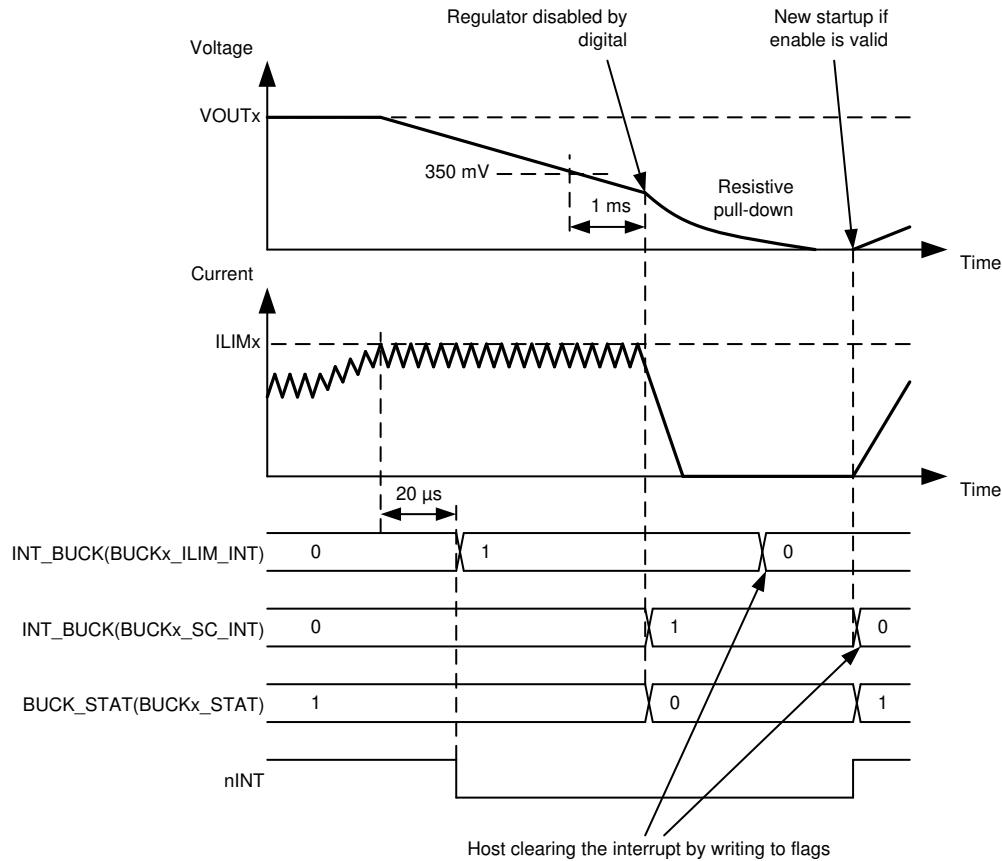 Regulator disabled by
digital
New startup if
enable is valid
Voltage
VOUTx
350 mV
1 ms
Resistive
pull-down
Time
Current
ILIMx
Time
20 µs
INT_BUCK(BUCKx_ILIM_INT)
0
1
0
INT_BUCK(BUCKx_SC_INT)
0
1
0
BUCK_STAT(BUCKx_STAT)
1
0
1
nINT
Host clearing the interrupt by writing to flags